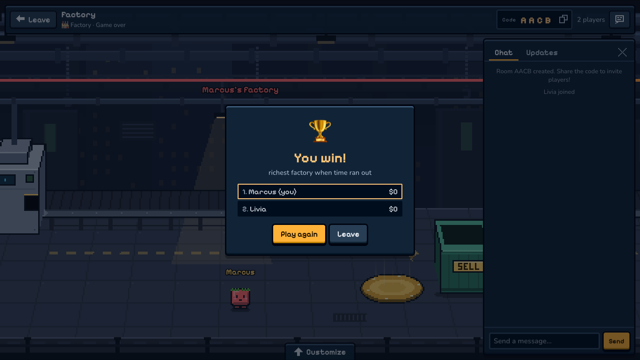 Leave
Factory
Factory · Game over
Code AACB
2 players
Chat
Updates
Room AACB created. Share the code to invite players!
Livia joined
Marcus's Factory
You win!
richest factory when time ran out
1. Marcus (you) $0
2. Livia $0
Play again
Leave
Marcus
SELL
Customize
Send a message...
Send